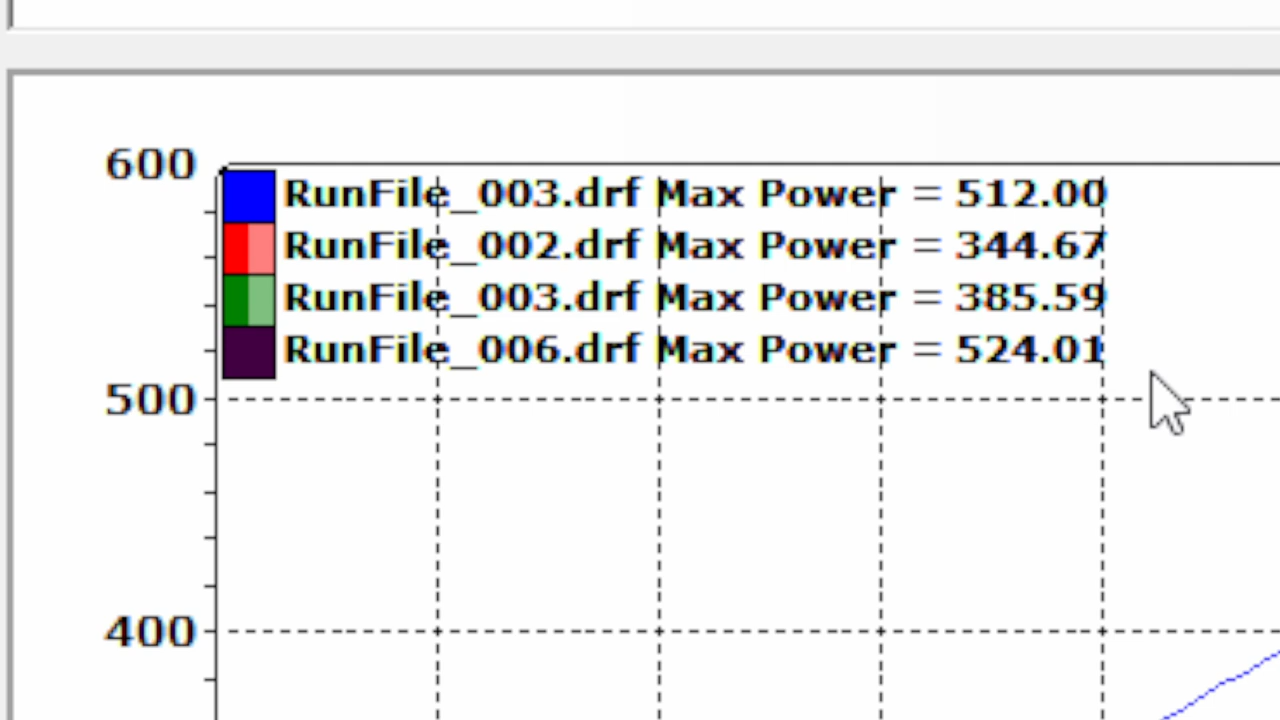 600
RunFile_003.drf Max Power = 512.00
RunFile_002.drf Max Power = 344.67
RunFile_003.drf Max Power = 385.59
RunFile_006.drf Max Power = 524.01
500
400